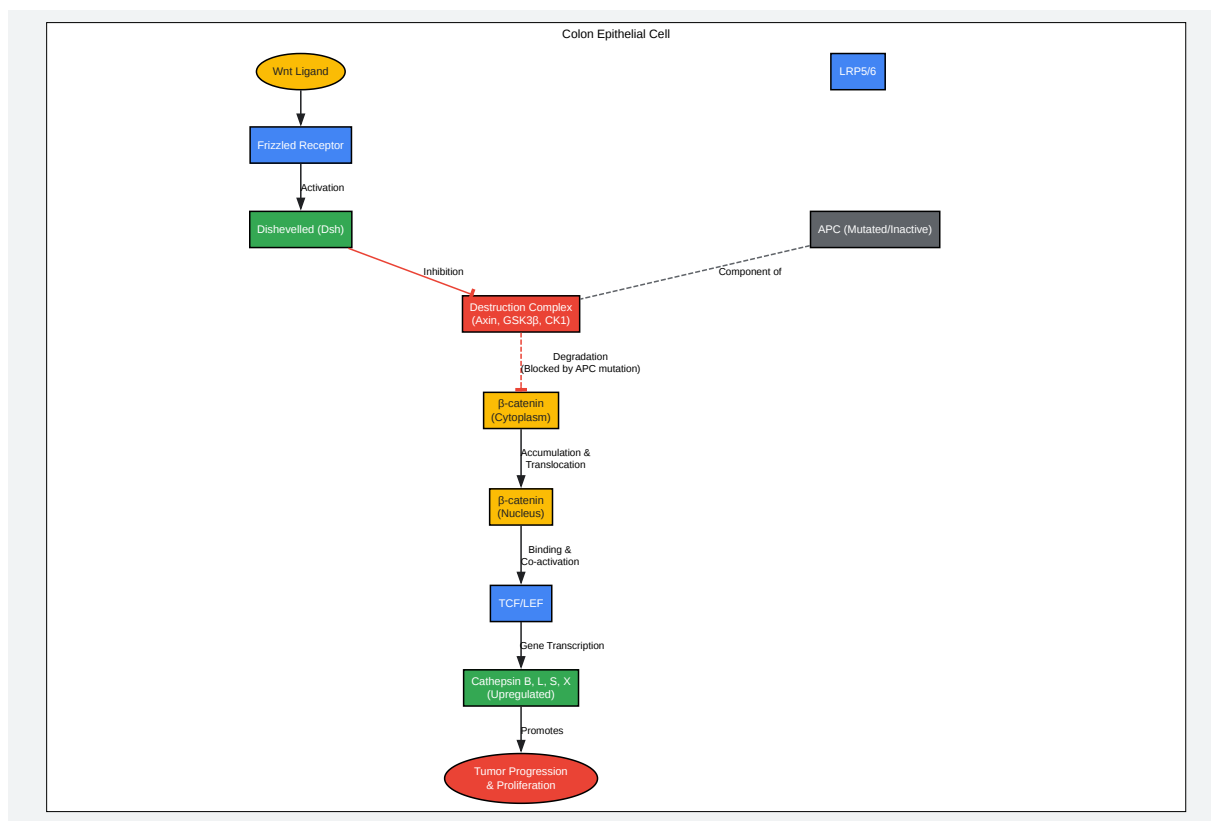 Colon Epithelial Cell
Wnt Ligand
LRP5/6
Frizzled Receptor
Activation
Dishevelled (Dsh)
APC (Mutated/Inactive)
Inhibition
Component of
Destruction Complex
(Axin, GSK3β, CK1)
Degradation
(Blocked by APC mutation)
β-catenin
(Cytoplasm)
Accumulation &
Translocation
β-catenin
(Nucleus)
Binding &
Co-activation
TCF/LEF
Gene Transcription
Cathepsin B, L, S, X
(Upregulated)
Promotes
Tumor Progression
& Proliferation